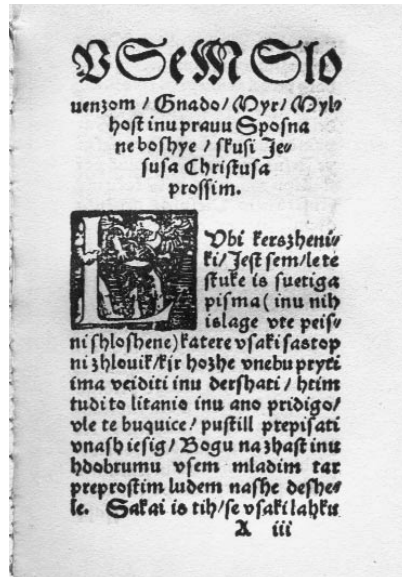 VSeM Slo
uenzom / Gnado / Myr / Myl⸗
hoſt inu prauu Sposna
ne boshye / ſkuſi Je⸗
ſuſa Chriſtuſa
proſſim.
LVbi kerszheni⸗
ki / Jeſt ſem / le te
ſtuke is ſuetiga
piſma ( inu nih
islage vte peiſ⸗
ni ſhloshene) katere vſaki ſaſtop
ni zhlouik / kir hozhe vnebu pryti
ima veiditi inu dershati / htim
tudi to litanio inu ano pridigo /
vle te buquice / puſtill prepiſati
vnash ieſig / Bogu na zhaſt inu
hdobrumu vſem mladim tar
preproſtim ludem naſhe deſhe⸗
le. Sakai is tih / ſe vſaki lahku
A iii